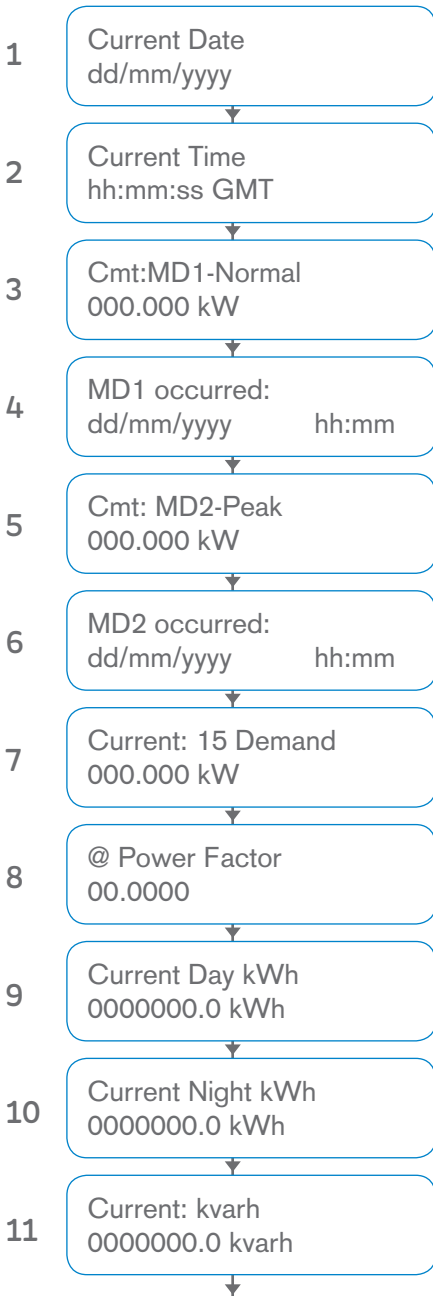 1
Current Date
dd/mm/yyyy
2
Current Time
hh:mm:ss GMT
3
Cmt:MD1-Normal
000.000 kW
4
MD1 occurred:
dd/mm/yyyy hh:mm
5
Cmt: MD2-Peak
000.000 kW
6
MD2 occurred:
dd/mm/yyyy hh:mm
7
Current: 15 Demand
000.000 kW
8
@ Power Factor
00.0000
9
Current Day kWh
0000000.0 kWh
10
Current Night kWh
0000000.0 kWh
11
Current: kvarh
0000000.0 kvarh